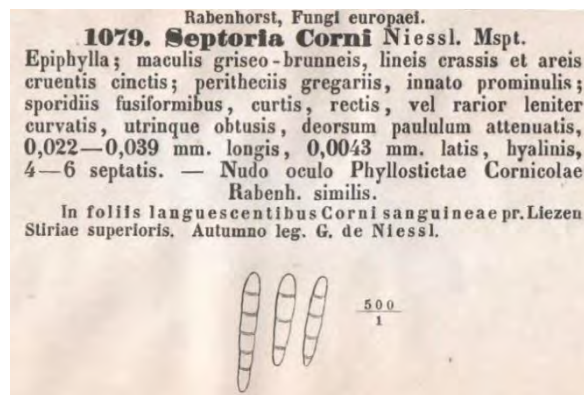 Rabenhorst, Fungi europaei.
1079. Septoria Corni Niessl. Mspt.
Epiphylla; maculis griseo-brunneis, lineis crassis et areis
cruentis cinctis; peritheciis gregariis, innato prominulis;
sporidiis fusiformibus, curtis, rectis, vel rarior leniter
curvatis, utrinque obtusis, deorsum paululum attenuatis,
0,022—0,039 mm. longis, 0,0043 mm. latis, hyalinis,
4—6 septatis. — Nudo oculo Phyllostictae Cornicolae
Rabenh. similis.
In foliis languescentibus Corni sanguineae pr. Liezen
Stiriae superioris. Autumno leg. G. de Niessl.
500
1